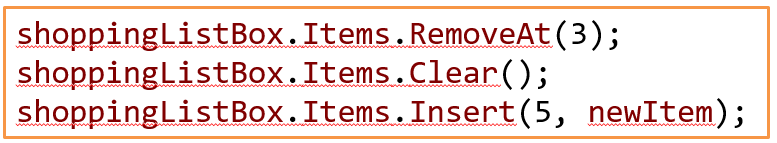 shoppingListBox.Items.RemoveAt(3);
shoppingListBox.Items.Clear();
shoppingListBox.Items.Insert(5, newItem);